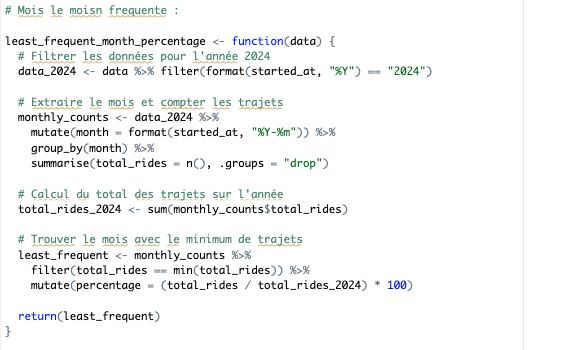 # Mois le moisn frequente :
least_frequent_month_percentage <- function(data) {
  # Filtrer les données pour l'année 2024
  data_2024 <- data %>% filter(format(started_at, "%Y") == "2024")
  # Extraire le mois et compter les trajets
  monthly_counts <- data_2024 %>%
    mutate(month = format(started_at, "%Y-%m")) %>%
    group_by(month) %>%
    summarise(total_rides = n(), .groups = "drop")
  # Calcul du total des trajets sur l'année
  total_rides_2024 <- sum(monthly_counts$total_rides)
  # Trouver le mois avec le minimum de trajets
  least_frequent <- monthly_counts %>%
    filter(total_rides == min(total_rides)) %>%
    mutate(percentage = (total_rides / total_rides_2024) * 100)
  return(least_frequent)
}